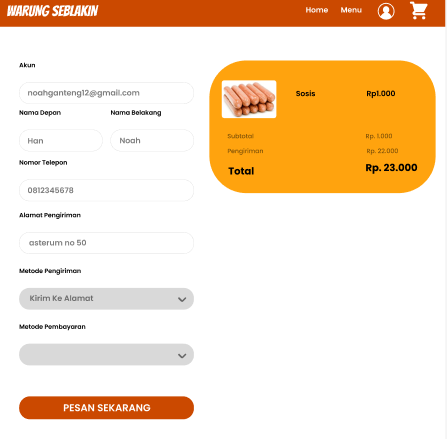 WARUNG SEBLAKIN
Home Menu
Akun
noahganteng12@gmail.com
Nama Depan Nama Belakang
Han Noah
Nomor Telepon
0812345678
Alamat Pengiriman
asterum no 50
Metode Pengiriman
Kirim Ke Alamat
Metode Pembayaran
PESAN SEKARANG
Sosis Rp1.000
Subtotal Rp. 1.000
Pengiriman Rp. 22.000
Total Rp. 23.000